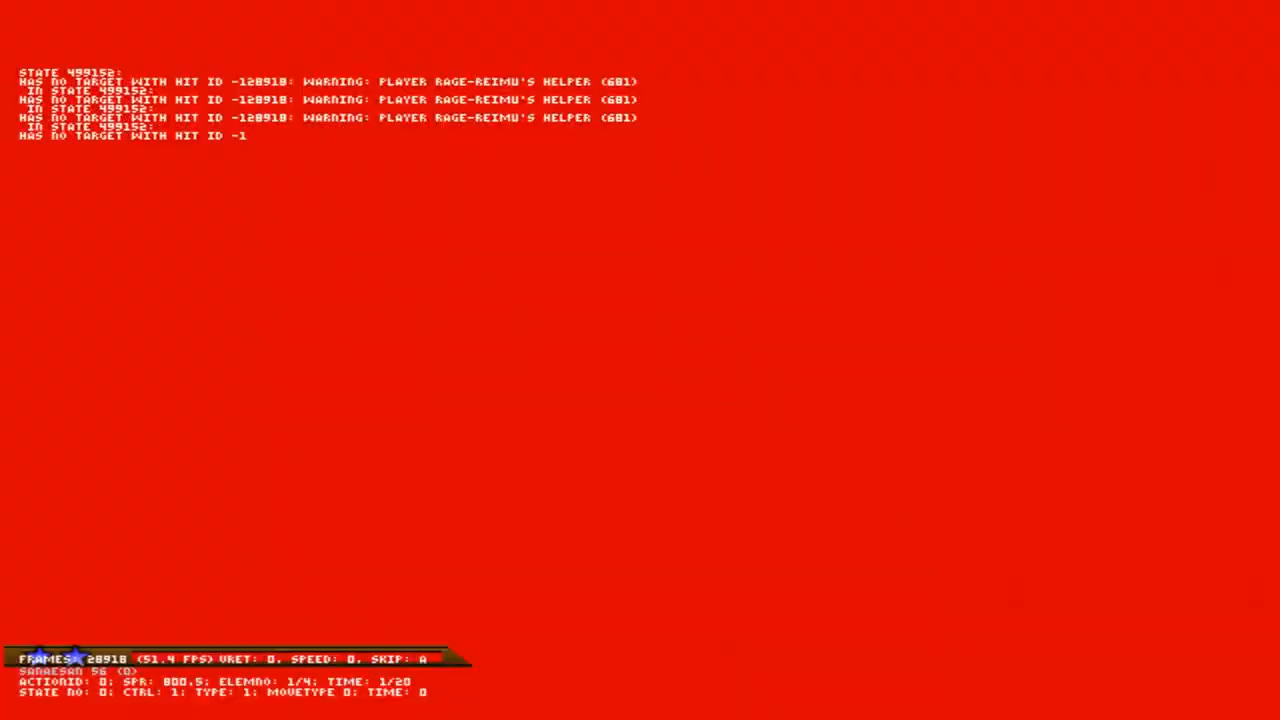 STATE 499152:
HAS NO TARGET WITH HIT ID -128918: WARNING: PLAYER RAGE-REIMU'S HELPER (681)
IN STATE 499152:
HAS NO TARGET WITH HIT ID -128918: WARNING: PLAYER RAGE-REIMU'S HELPER (681)
IN STATE 499152:
HAS NO TARGET WITH HIT ID -128918: WARNING: PLAYER RAGE-REIMU'S HELPER (681)
IN STATE 499152:
HAS NO TARGET WITH HIT ID -1
FRAMES: 28918 (51.4 FPS) VRET: 0, SPEED: 0, SKIP: A
SANAESAN 56 (0)
ACTIONID: 0; SPR: 800,5; ELEMNO: 1/4; TIME: 1/20
STATE NO: 0; CTRL: 1; TYPE: 1; MOVETYPE 0; TIME: 0